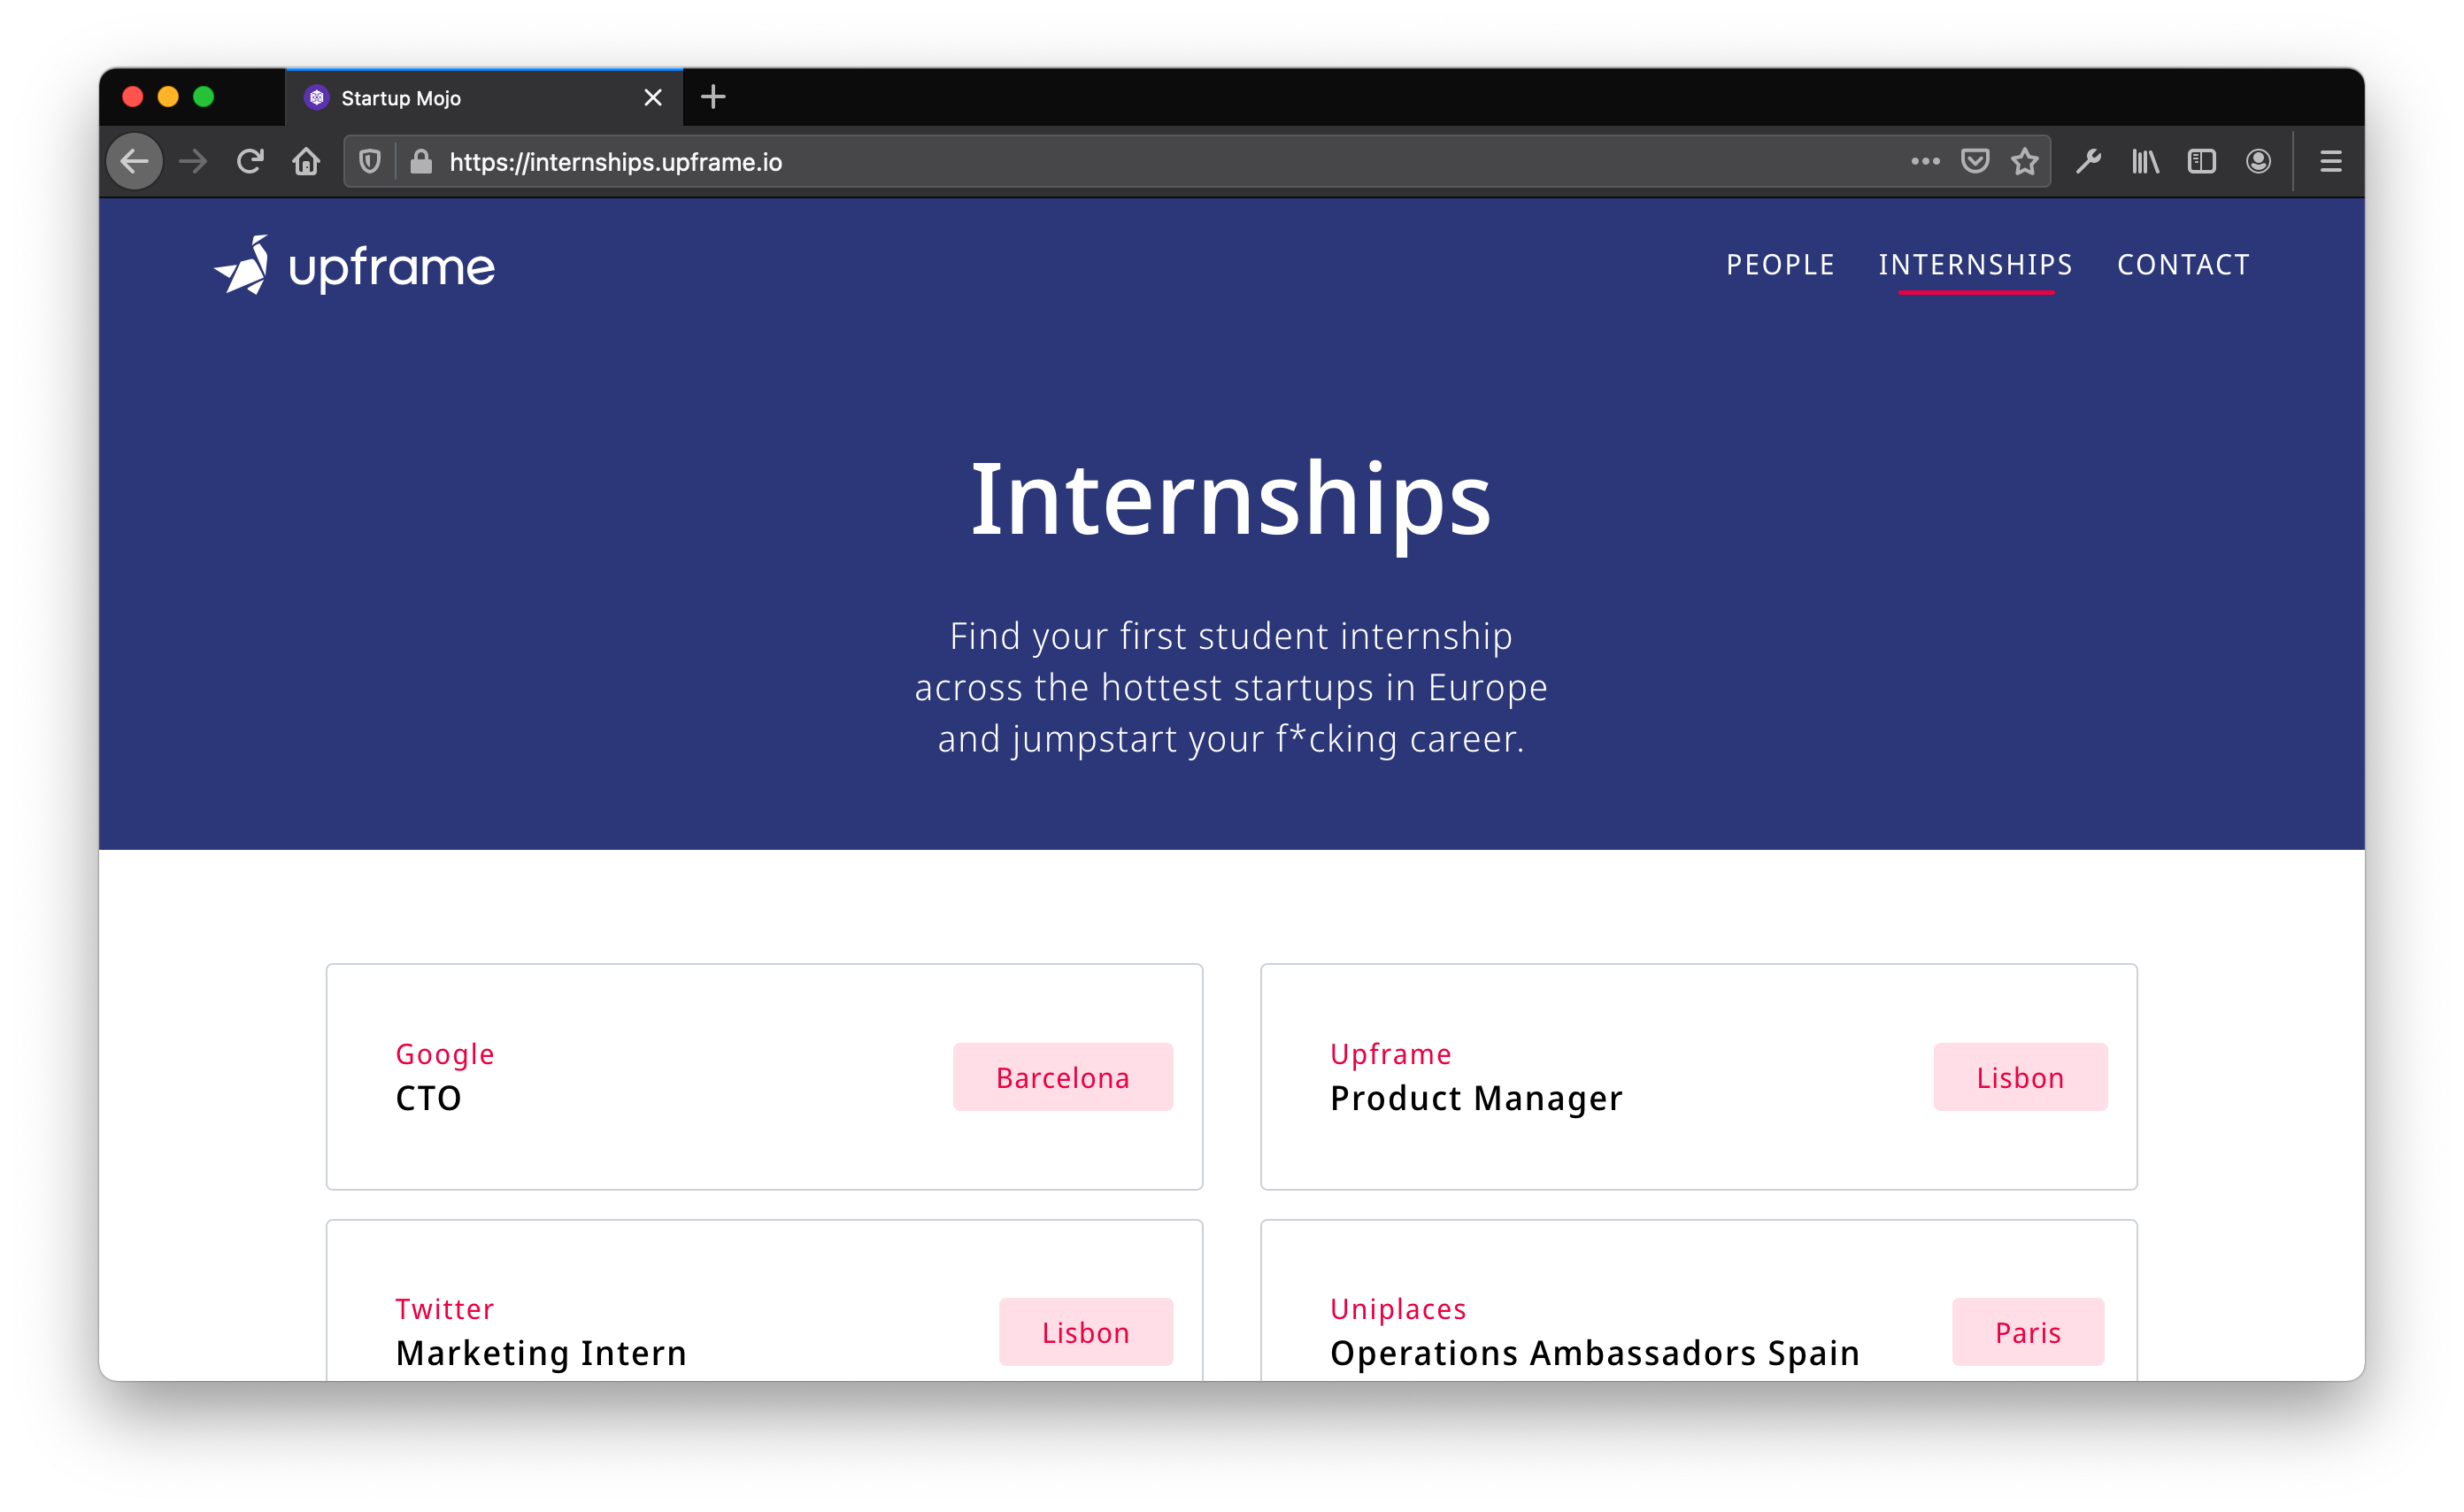 Startup Mojo
https://internships.upframe.io
upframe
PEOPLE INTERNSHIPS CONTACT
Internships
Find your first student internship
across the hottest startups in Europe
and jumpstart your f*cking career.
Google
CTO
Barcelona
Upframe
Product Manager
Lisbon
Twitter
Marketing Intern
Lisbon
Uniplaces
Operations Ambassadors Spain
Paris